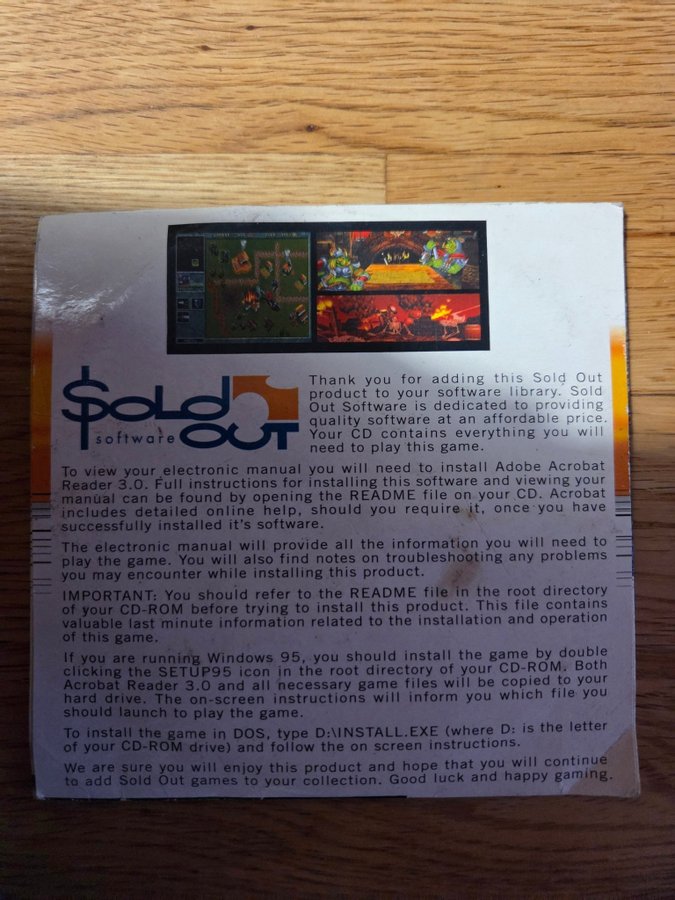 Sold
software Out
Thank you for adding this Sold Out
product to your software library. Sold
Out Software is dedicated to providing
quality software at an affordable price.
Your CD contains everything you will
need to play this game.
To view your electronic manual you will need to install Adobe Acrobat
Reader 3.0. Full instructions for installing this software and viewing your
manual can be found by opening the README file on your CD. Acrobat
includes detailed online help, should you require it, once you have
successfully installed it's software.
The electronic manual will provide all the information you will need to
play the game. You will also find notes on troubleshooting any problems
you may encounter while installing this product.
IMPORTANT: You should refer to the README file in the root directory
of your CD-ROM before trying to install this product. This file contains
valuable last minute information related to the installation and operation
of this game.
If you are running Windows 95, you should install the game by double
clicking the SETUP95 icon in the root directory of your CD-ROM. Both
Acrobat Reader 3.0 and all necessary game files will be copied to your
hard drive. The on-screen instructions will inform you which file you
should launch to play the game.
To install the game in DOS, type D:\INSTALL.EXE (where D: is the letter
of your CD-ROM drive) and follow the on screen instructions.
We are sure you will enjoy this product and hope that you will continue
to add Sold Out games to your collection. Good luck and happy gaming.